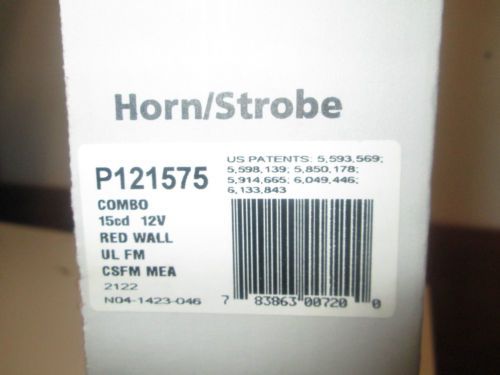 Horn/Strobe
P121575
COMBO
15cd 12V
RED WALL
UL FM
CSFM MEA
2122
N04-1423-046
US PATENTS: 5,593,569;
5,598,139; 5,850,178;
5,914,665; 6,049,446;
6,133,843
7 83863 00720 0